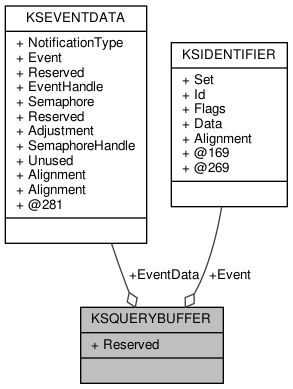 KSEVENTDATA
+ NotificationType
+ Event
+ Reserved
+ EventHandle
+ Semaphore
+ Reserved
+ Adjustment
+ SemaphoreHandle
+ Unused
+ Alignment
+ Alignment
+ @281
KSIDENTIFIER
+ Set
+ Id
+ Flags
+ Data
+ Alignment
+ @169
+ @269
+EventData
+Event
KSQUERYBUFFER
+ Reserved